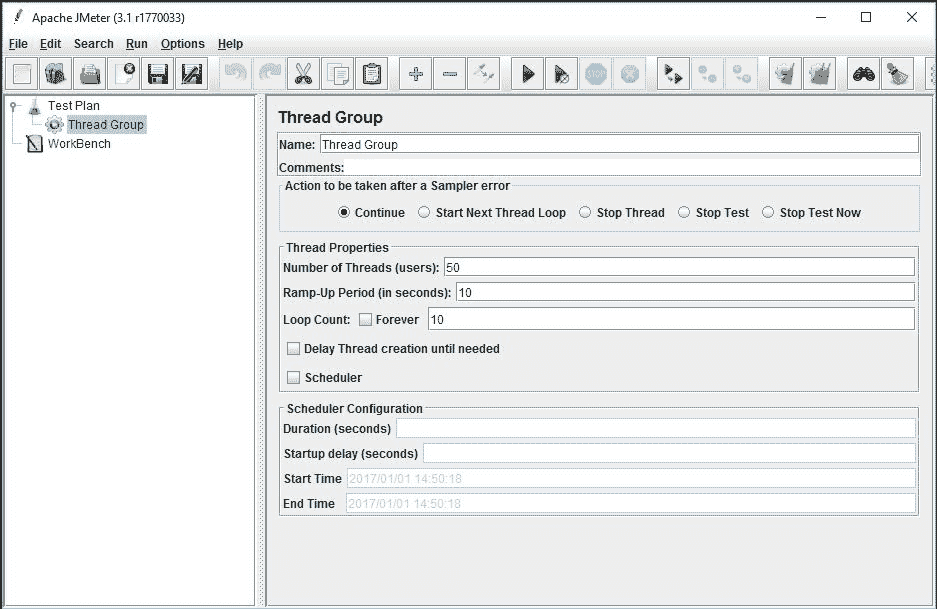 Apache JMeter (3.1 r1770033)
File Edit Search Run Options Help
STOP
Test Plan
Thread Group
WorkBench
Thread Group
Name: Thread Group
Comments:
Action to be taken after a Sampler error
Continue Start Next Thread Loop Stop Thread Stop Test Stop Test Now
Thread Properties
Number of Threads (users): 50
Ramp-Up Period (in seconds): 10
Loop Count: Forever 10
Delay Thread creation until needed
Scheduler
Scheduler Configuration
Duration (seconds)
Startup delay (seconds)
Start Time 2017/01/01 14:50:18
End Time 2017/01/01 14:50:18